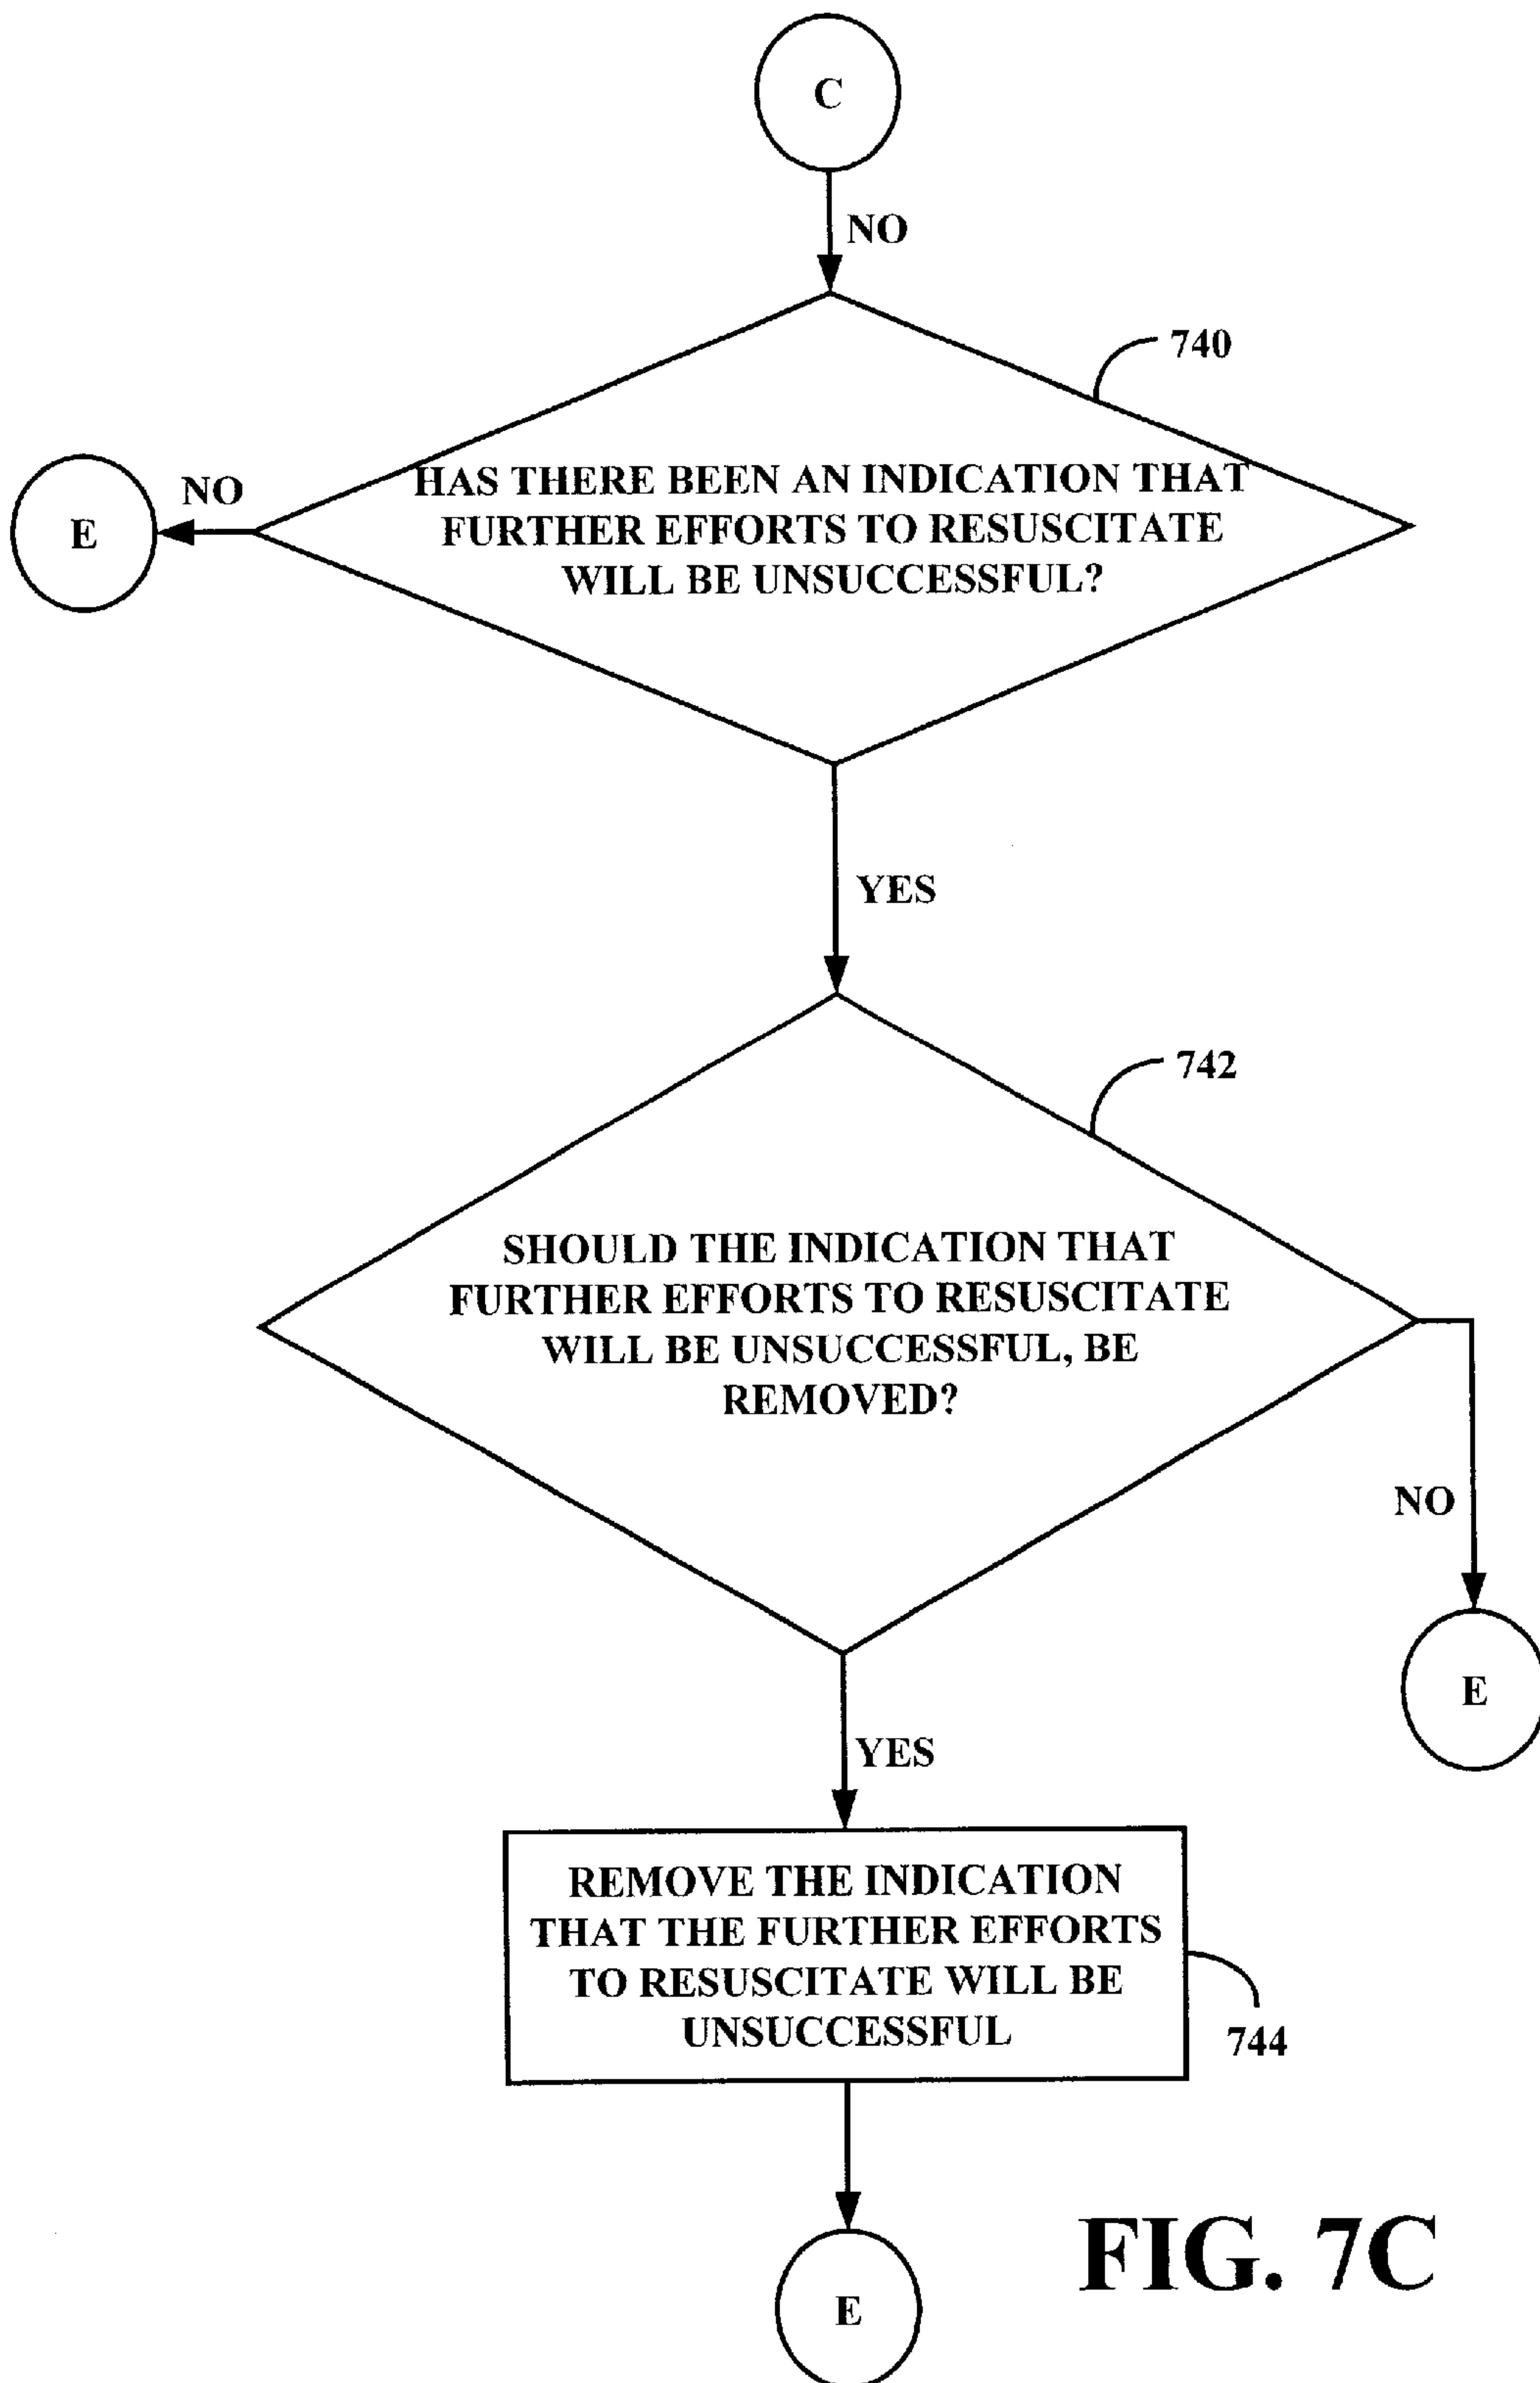 C
NO
740
HAS THERE BEEN AN INDICATION THAT
FURTHER EFFORTS TO RESUSCITATE
WILL BE UNSUCCESSFUL?
NO
E
YES
742
SHOULD THE INDICATION THAT
FURTHER EFFORTS TO RESUSCITATE
WILL BE UNSUCCESSFUL, BE
REMOVED?
NO
E
YES
REMOVE THE INDICATION
THAT THE FURTHER EFFORTS
TO RESUSCITATE WILL BE
UNSUCCESSFUL
744
E
FIG. 7C